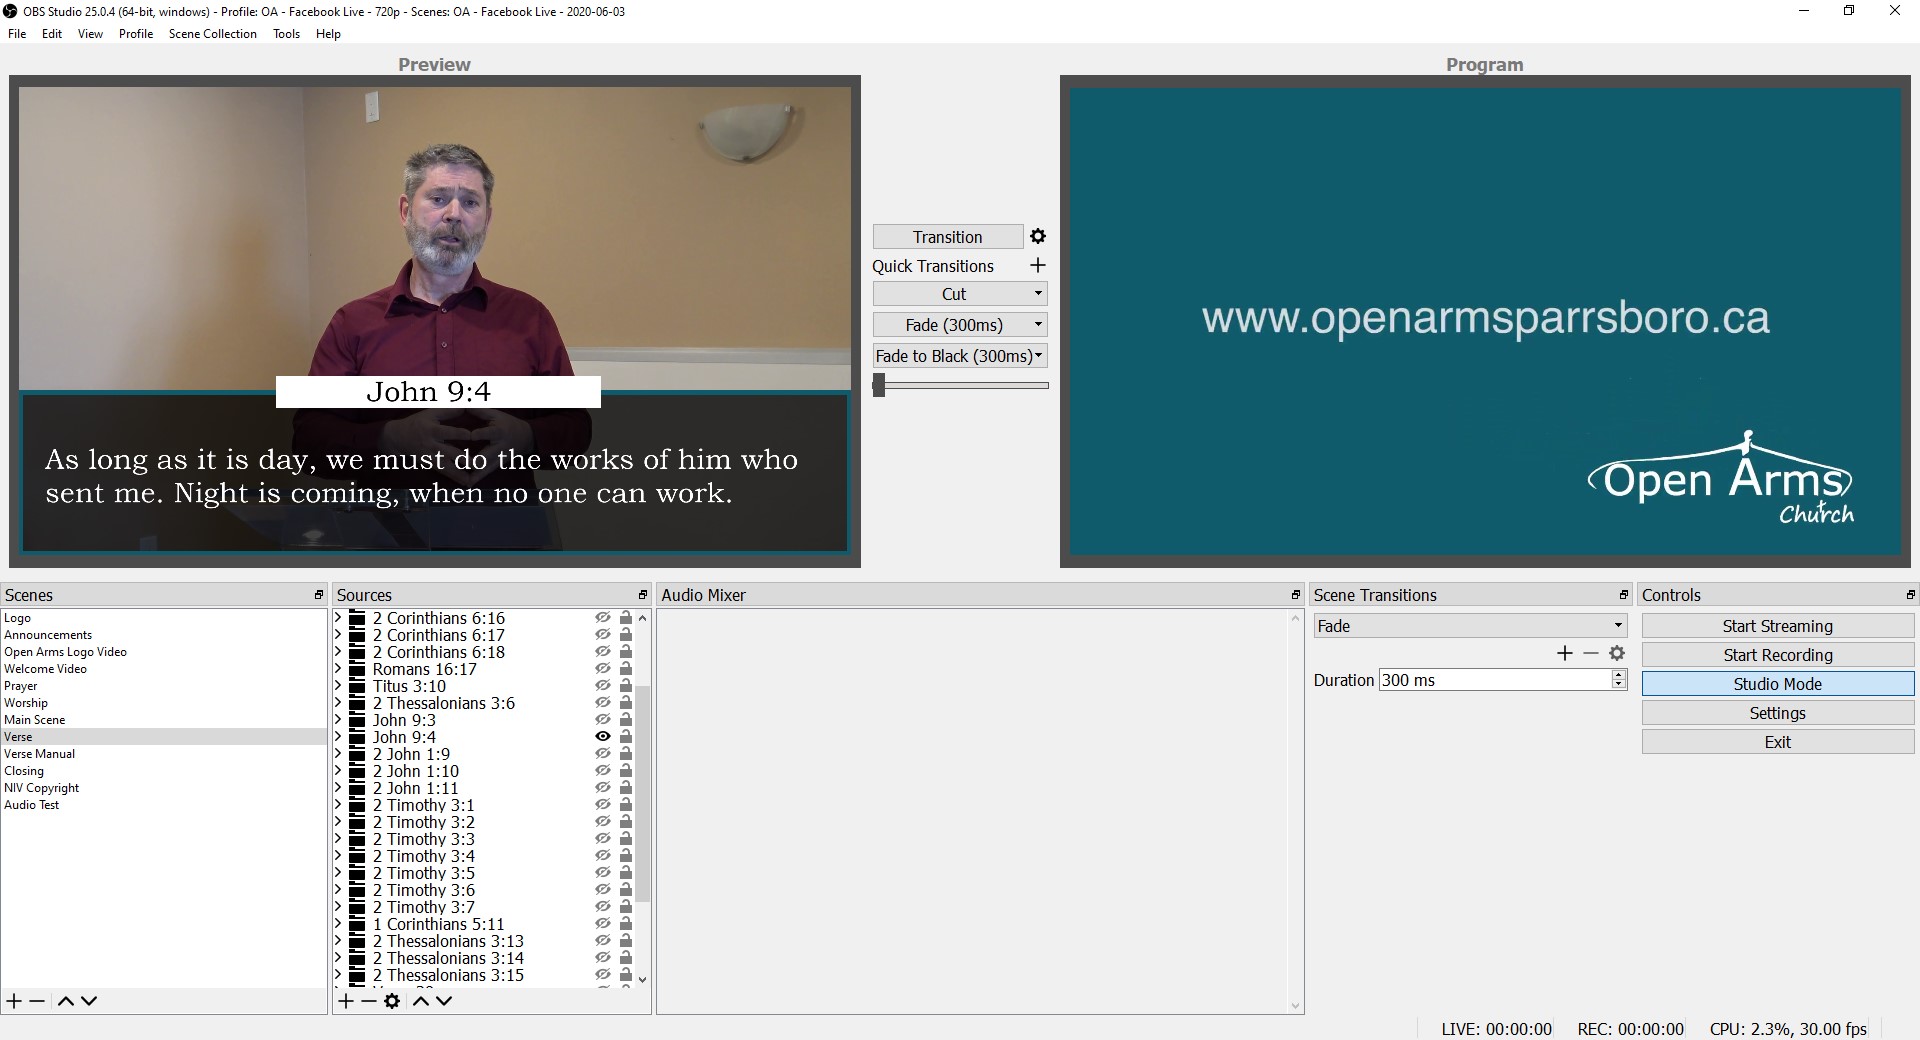 OBS Studio 25.0.4 (64-bit, windows) - Profile: OA - Facebook Live - 720p - Scenes: OA - Facebook Live - 2020-06-03
File Edit View Profile Scene Collection Tools Help
Preview
John 9:4
As long as it is day, we must do the works of him who
sent me. Night is coming, when no one can work.
Transition
Quick Transitions
Cut
Fade (300ms)
Fade to Black (300ms)
Program
www.openarmsparrsboro.ca
Open Arms
Church
Scenes
Logo
Announcements
Open Arms Logo Video
Welcome Video
Prayer
Worship
Main Scene
Verse
Verse Manual
Closing
NIV Copyright
Audio Test
Sources
2 Corinthians 6:16
2 Corinthians 6:17
2 Corinthians 6:18
Romans 16:17
Titus 3:10
2 Thessalonians 3:6
John 9:3
John 9:4
2 John 1:9
2 John 1:10
2 John 1:11
2 Timothy 3:1
2 Timothy 3:2
2 Timothy 3:3
2 Timothy 3:4
2 Timothy 3:5
2 Timothy 3:6
2 Timothy 3:7
1 Corinthians 5:11
2 Thessalonians 3:13
2 Thessalonians 3:14
2 Thessalonians 3:15
Audio Mixer
Scene Transitions
Fade
Duration 300 ms
Controls
Start Streaming
Start Recording
Studio Mode
Settings
Exit
LIVE: 00:00:00 REC: 00:00:00 CPU: 2.3%, 30.00 fps